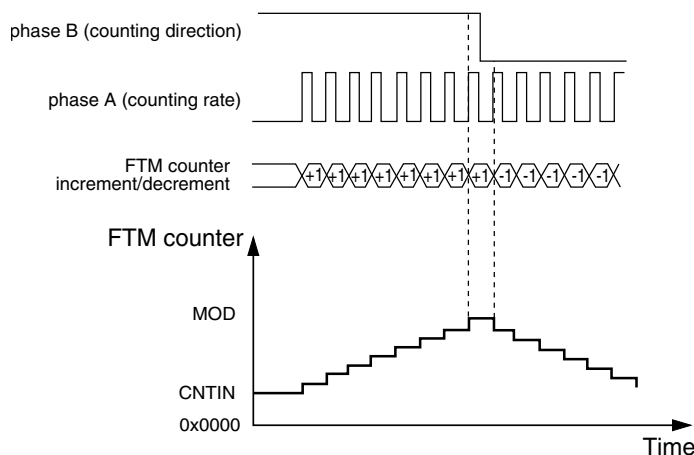 phase B (counting direction)
phase A (counting rate)
FTM counter
increment/decrement
+1 +1 +1 +1 +1 +1 +1 +1 -1 -1 -1 -1 -1
FTM counter
MOD
CNTIN
0x0000
Time